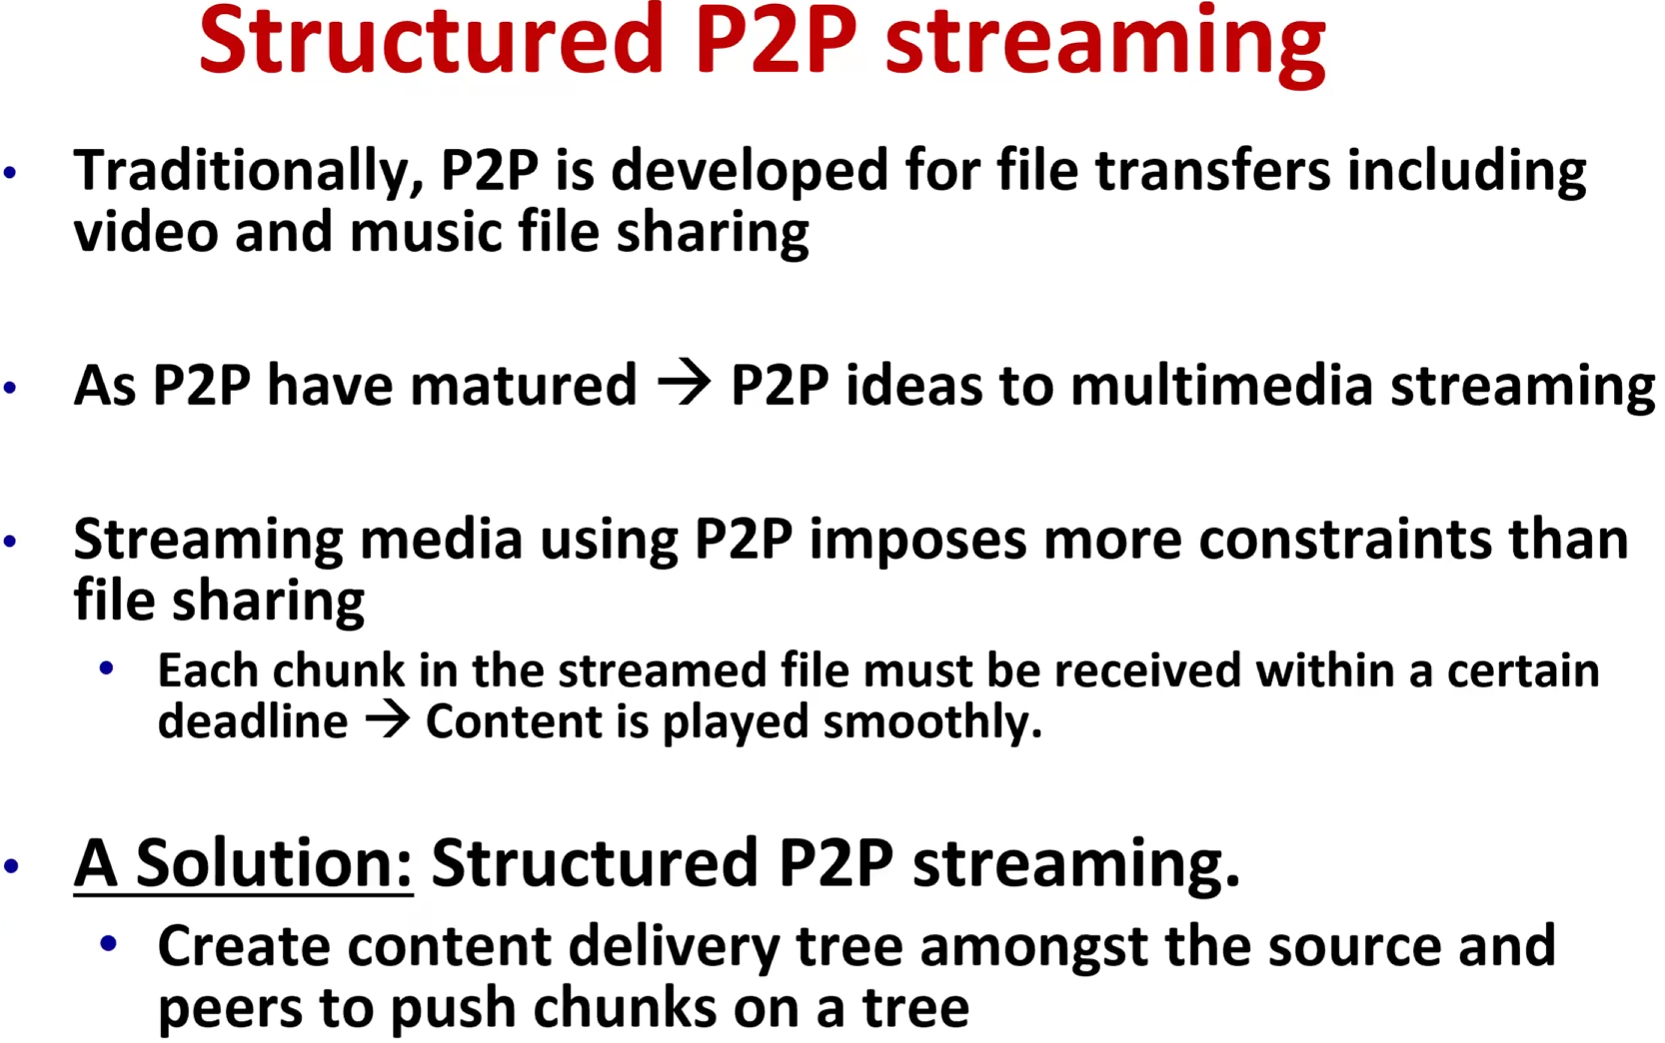 Structured P2P streaming
• Traditionally, P2P is developed for file transfers including
video and music file sharing
• As P2P have matured → P2P ideas to multimedia streaming
• Streaming media using P2P imposes more constraints than
file sharing
• Each chunk in the streamed file must be received within a certain
deadline → Content is played smoothly.
• A Solution: Structured P2P streaming.
• Create content delivery tree amongst the source and
peers to push chunks on a tree